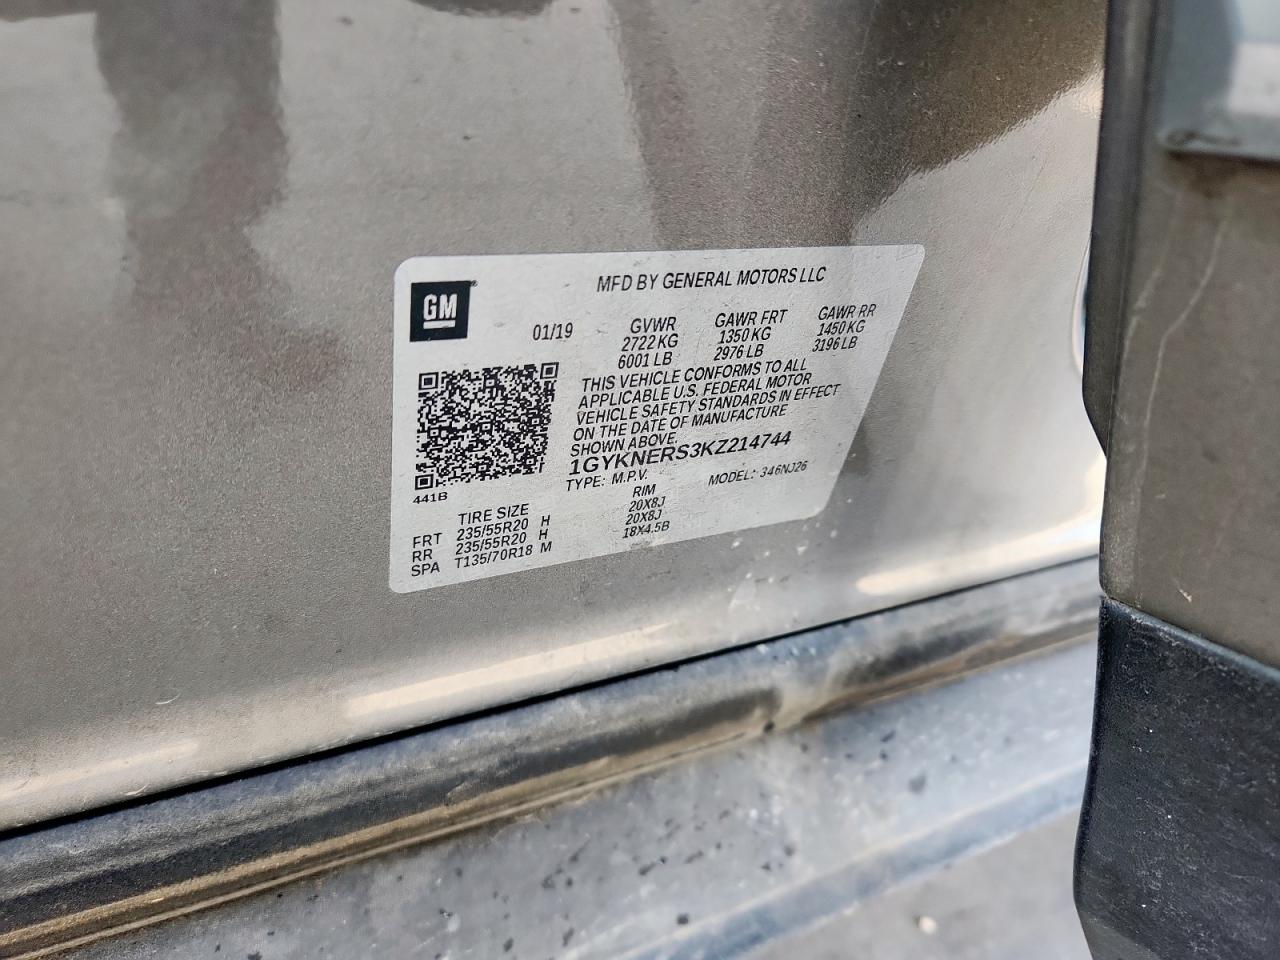 GM
MFD BY GENERAL MOTORS LLC
01/19
GVWR
2722 KG
6001 LB
GAWR FRT
1350 KG
2976 LB
GAWR RR
1450 KG
3196 LB
THIS VEHICLE CONFORMS TO ALL
APPLICABLE U.S. FEDERAL MOTOR
VEHICLE SAFETY STANDARDS IN EFFECT
ON THE DATE OF MANUFACTURE
SHOWN ABOVE.
1GYKNERS3KZ214744
TYPE: M.P.V. MODEL: 346NJ26
441B
TIRE SIZE RIM
FRT 235/55R20 H 20X8J
RR 235/55R20 H 20X8J
SPA T135/70R18 M 18X4.5B